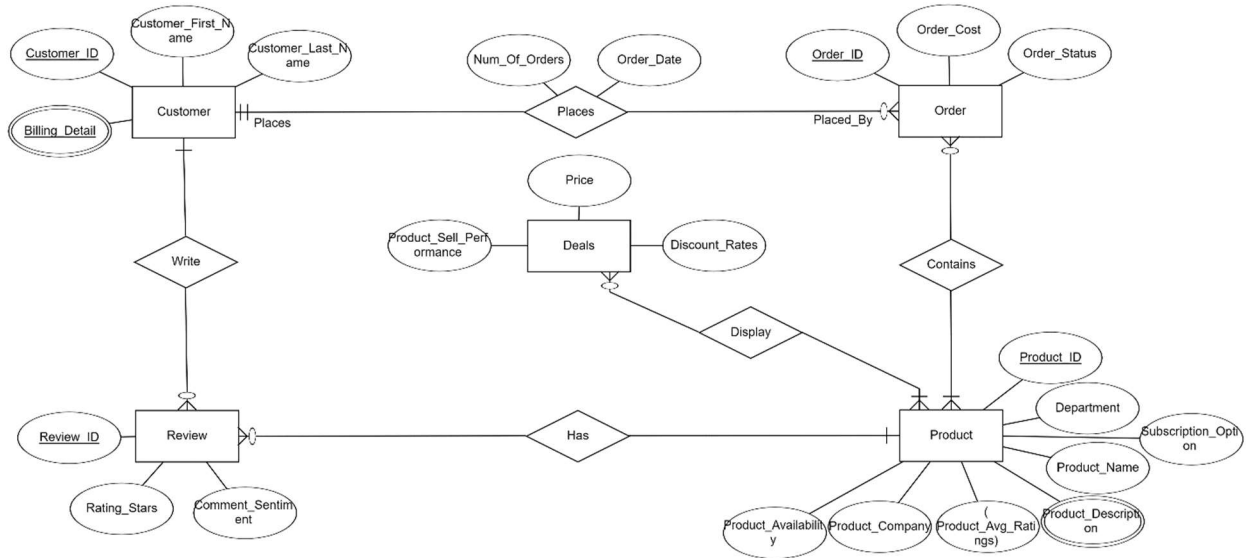 Customer_First_N
ame
Customer_ID
Customer_Last_N
ame
Billing_Detail
Customer
Places
Num_Of_Orders
Order_Date
Places
Placed_By
Order_ID
Order_Cost
Order_Status
Order
Price
Product_Sell_Perf
ormance
Deals
Discount_Rates
Write
Contains
Display
Review_ID
Review
Rating_Stars
Comment_Sentim
ent
Has
Product
Product_ID
Department
Subscription_Opti
on
Product_Name
Product_Availabilit
y
Product_Company
(
Product_Avg_Rati
ngs)
Product_Descripti
on